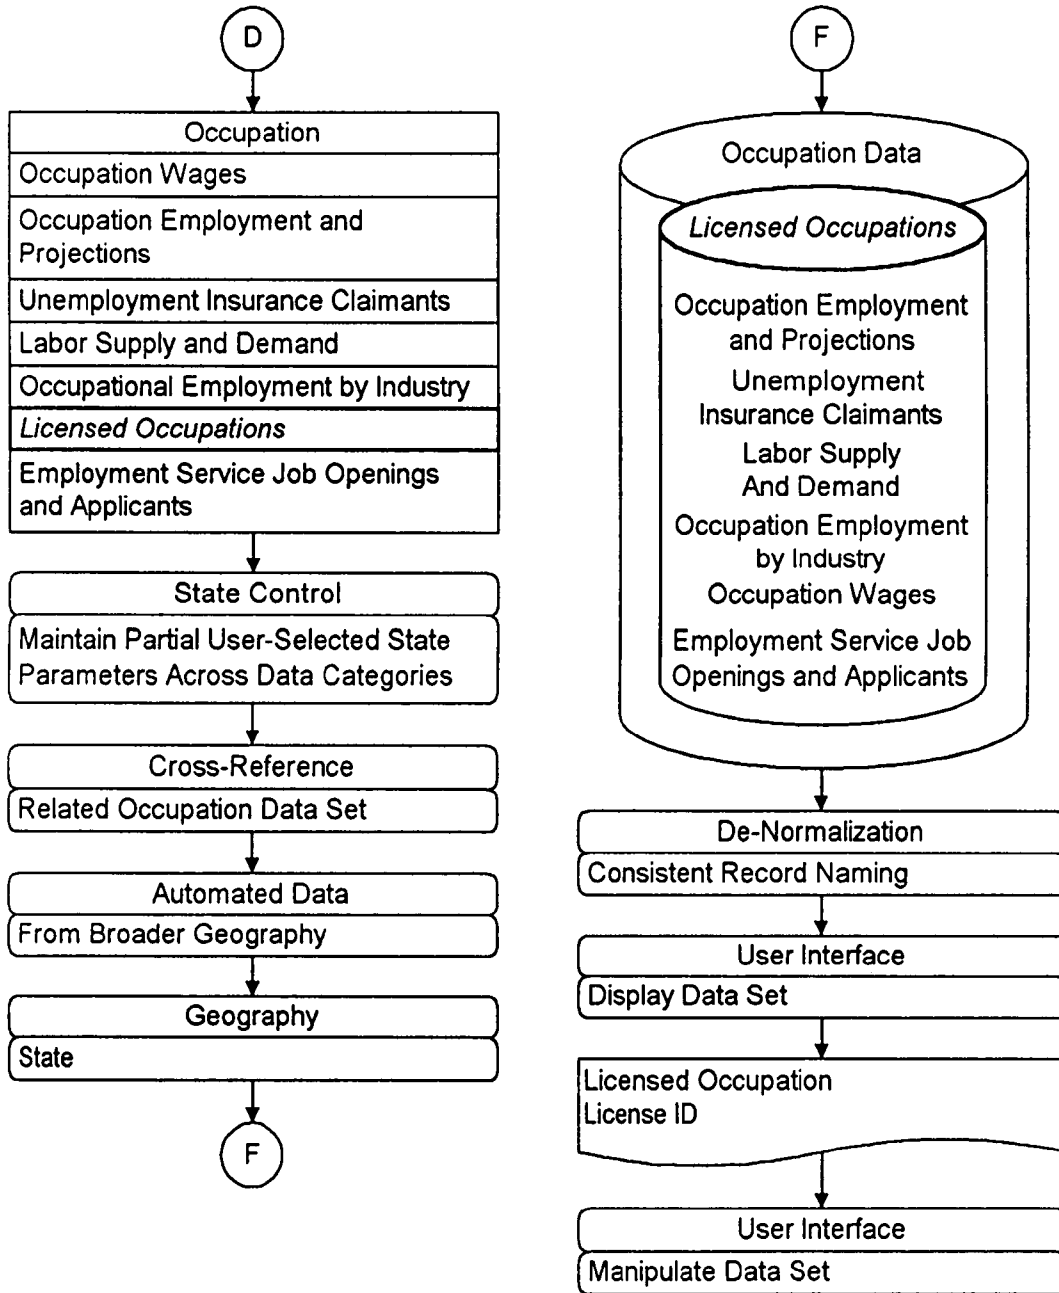 D
Occupation
Occupation Wages
Occupation Employment and
Projections
Unemployment Insurance Claimants
Labor Supply and Demand
Occupational Employment by Industry
Licensed Occupations
Employment Service Job Openings
and Applicants
State Control
Maintain Partial User-Selected State
Parameters Across Data Categories
Cross-Reference
Related Occupation Data Set
Automated Data
From Broader Geography
Geography
State
F
F
Occupation Data
Licensed Occupations
Occupation Employment
and Projections
Unemployment
Insurance Claimants
Labor Supply
And Demand
Occupation Employment
by Industry
Occupation Wages
Employment Service Job
Openings and Applicants
De-Normalization
Consistent Record Naming
User Interface
Display Data Set
Licensed Occupation
License ID
User Interface
Manipulate Data Set